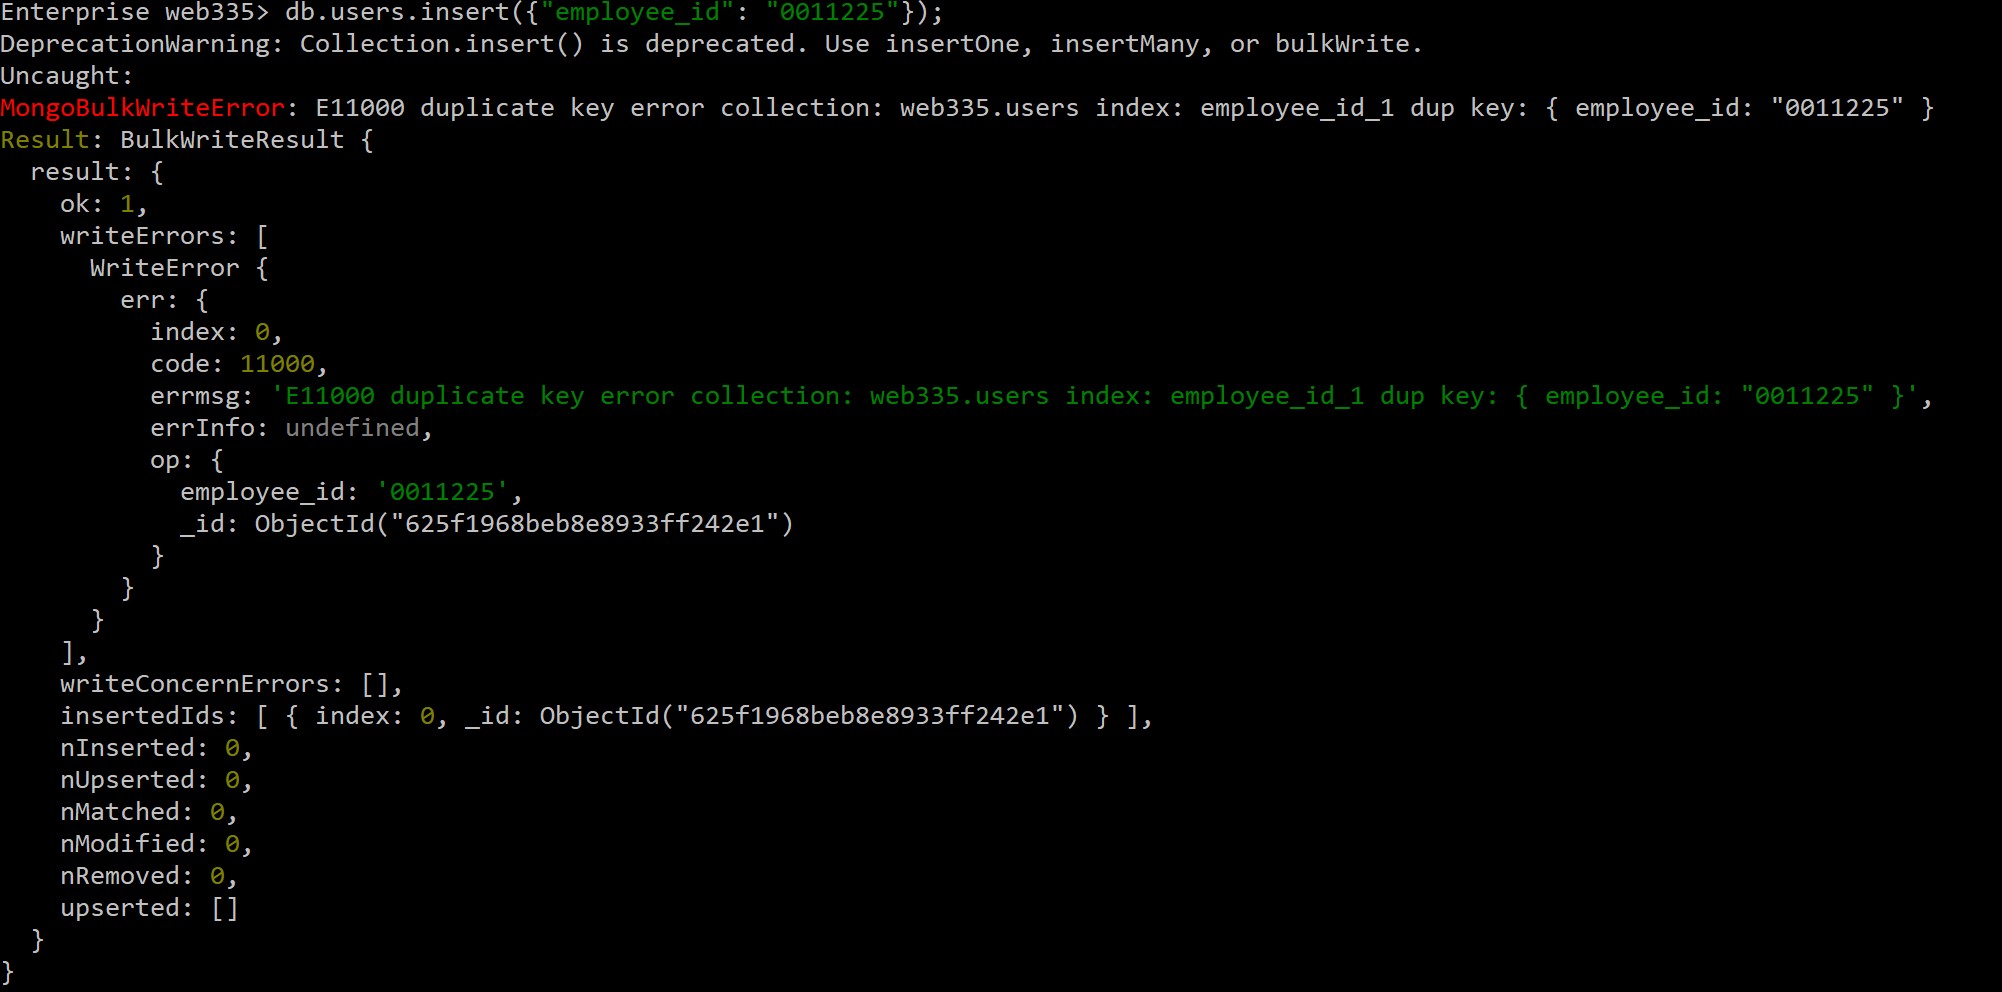 Enterprise web335> db.users.insert({"employee_id": "0011225"});
DeprecationWarning: Collection.insert() is deprecated. Use insertOne, insertMany, or bulkWrite.
Uncaught:
MongoBulkWriteError: E11000 duplicate key error collection: web335.users index: employee_id_1 dup key: { employee_id: "0011225" }
Result: BulkWriteResult {
  result: {
    ok: 1,
    writeErrors: [
      WriteError {
        err: {
          index: 0,
          code: 11000,
          errmsg: 'E11000 duplicate key error collection: web335.users index: employee_id_1 dup key: { employee_id: "0011225" }',
          errInfo: undefined,
          op: {
            employee_id: '0011225',
            _id: ObjectId("625f1968beb8e8933ff242e1")
          }
        }
      }
    ],
    writeConcernErrors: [],
    insertedIds: [ { index: 0, _id: ObjectId("625f1968beb8e8933ff242e1") } ],
    nInserted: 0,
    nUpserted: 0,
    nMatched: 0,
    nModified: 0,
    nRemoved: 0,
    upserted: []
  }
}